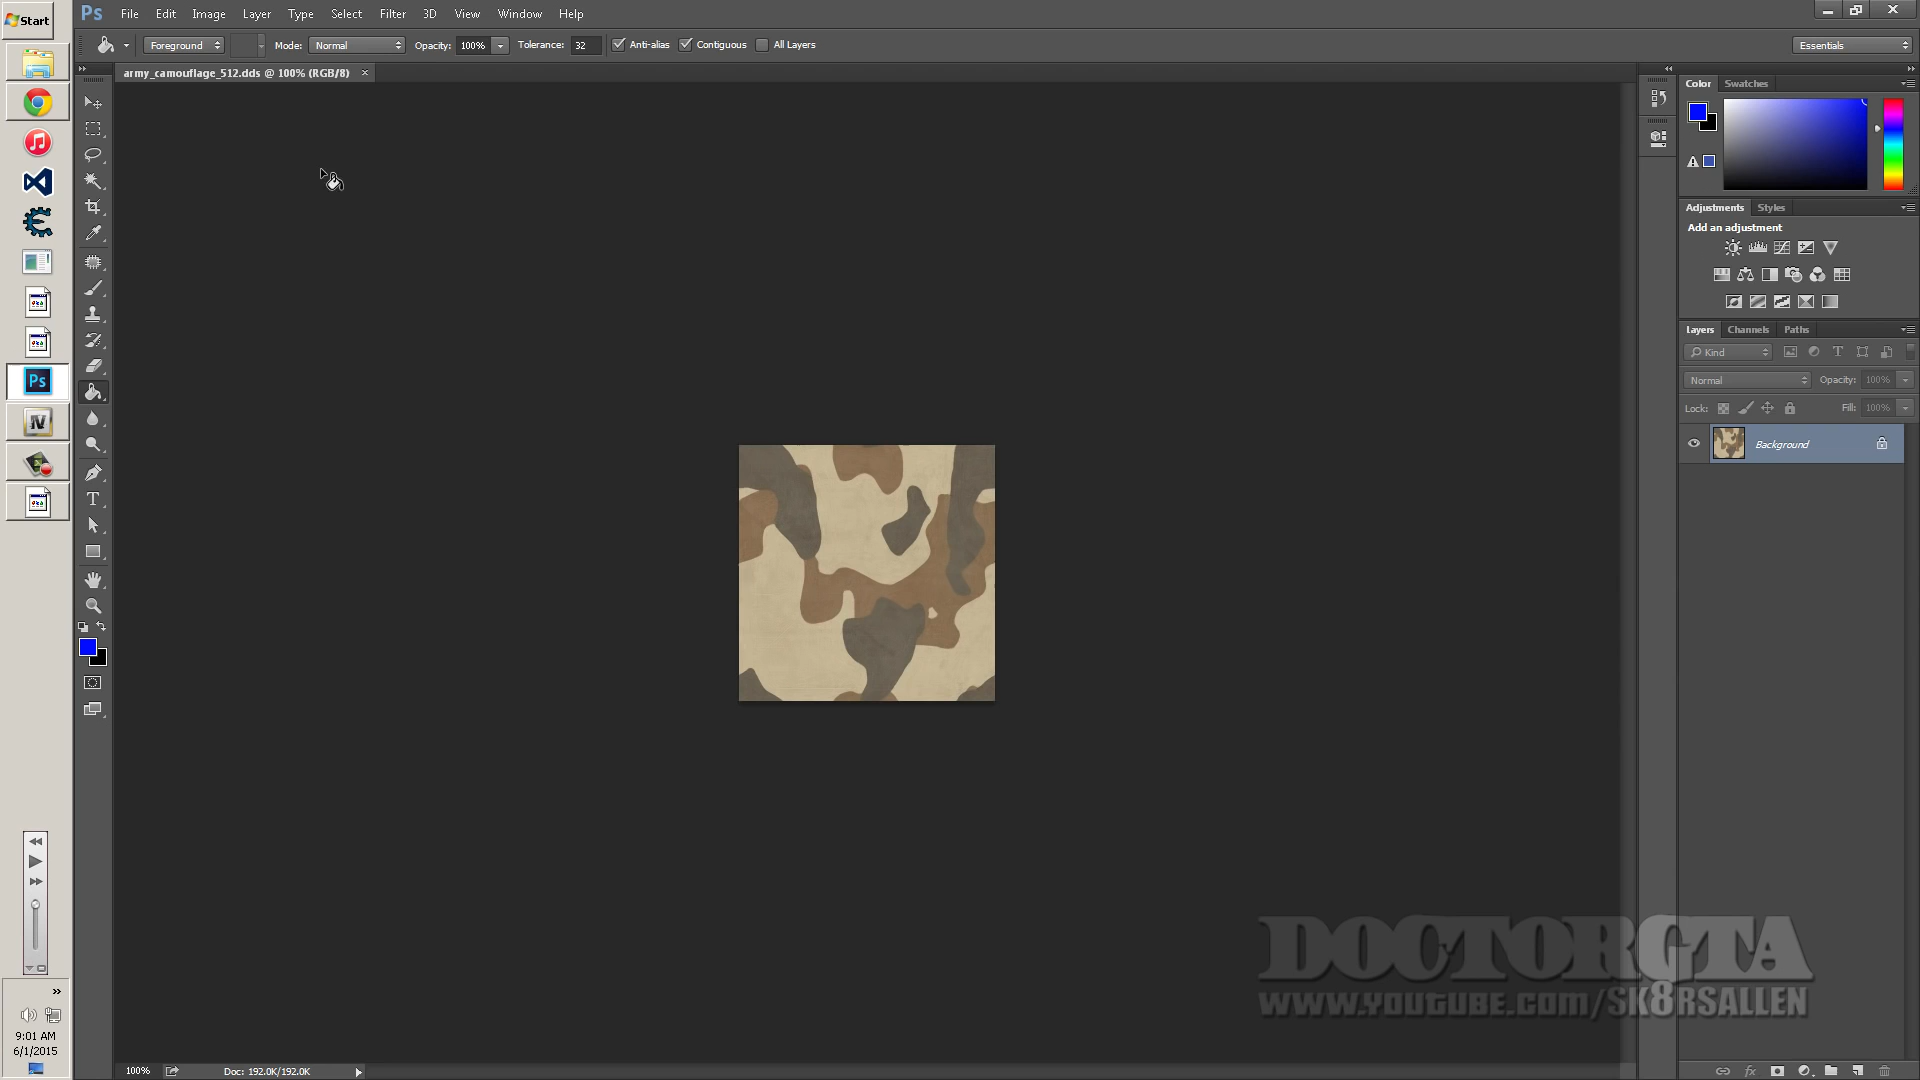 Start
Ps File Edit Image Layer Type Select Filter 3D View Window Help
Foreground Mode: Normal Opacity: 100% Tolerance: 32 Anti-alias Contiguous All Layers Essentials
army_camouflage_512.dds @ 100% (RGB/8) ×
Color Swatches
Adjustments Styles
Add an adjustment
Layers Channels Paths
Kind
Normal Opacity: 100%
Lock: Fill: 100%
Background
Ps
IV
T
DOCTORGTA
WWW.YOUTUBE.COM/SK8RSALLEN
9:01 AM
6/1/2015
100% Doc: 192.0K/192.0K
fx